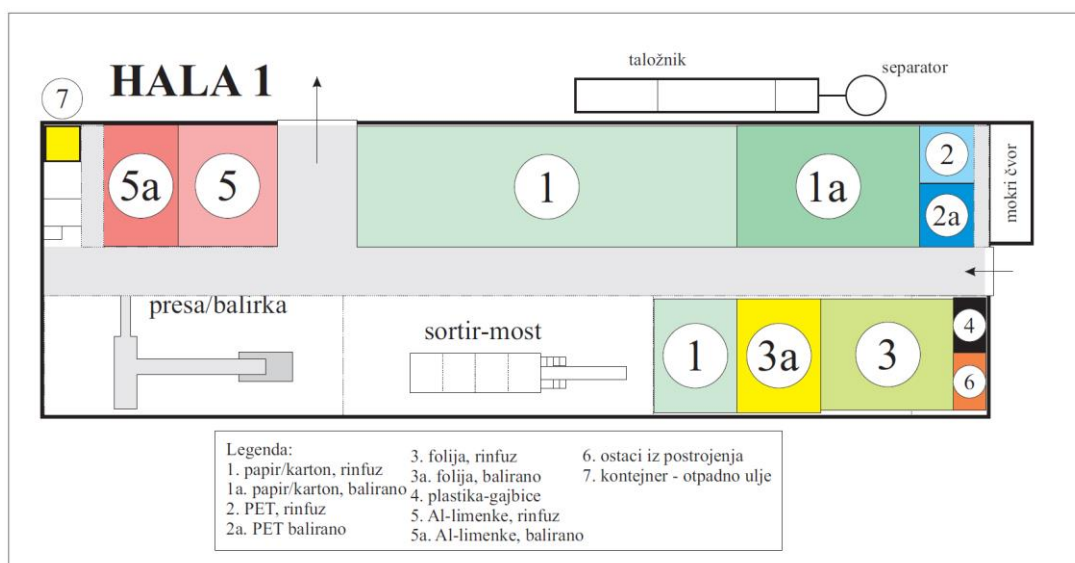 HALA 1
taložnik
separator
7
5a
5
1
1a
2
2a
mokri čvor
presa/balirka
sortir-most
1
3a
3
4
6
Legenda:
1. papir/karton, rinfuz
1a. papir/karton, balirano
2. PET, rinfuz
2a. PET balirano
3. folija, rinfuz
3a. folija, balirano
4. plastika-gajbice
5. Al-limenke, rinfuz
5a. Al-limenke, balirano
6. ostaci iz postrojenja
7. kontejner - otpadno ulje